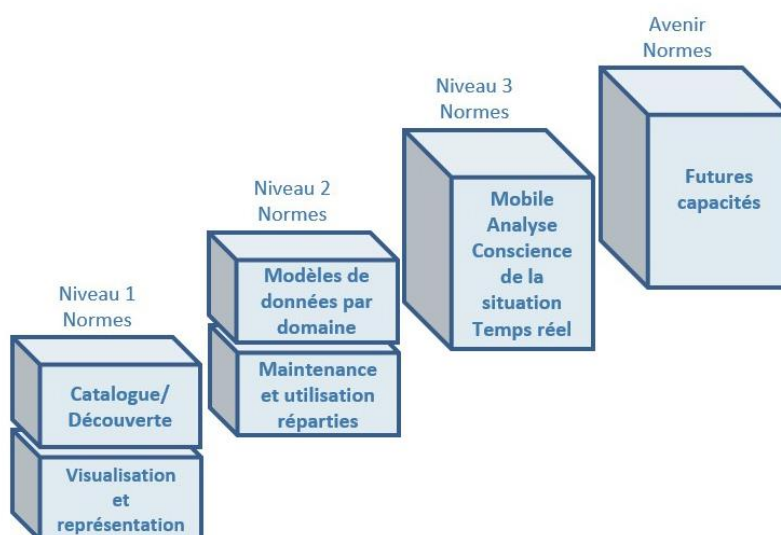 Avenir
Normes
Futures
capacités
Niveau 3
Normes
Mobile
Analyse
Conscience
de la
situation
Temps réel
Niveau 2
Normes
Modèles de
données par
domaine
Maintenance
et utilisation
réparties
Niveau 1
Normes
Catalogue/
Découverte
Visualisation
et
représentation